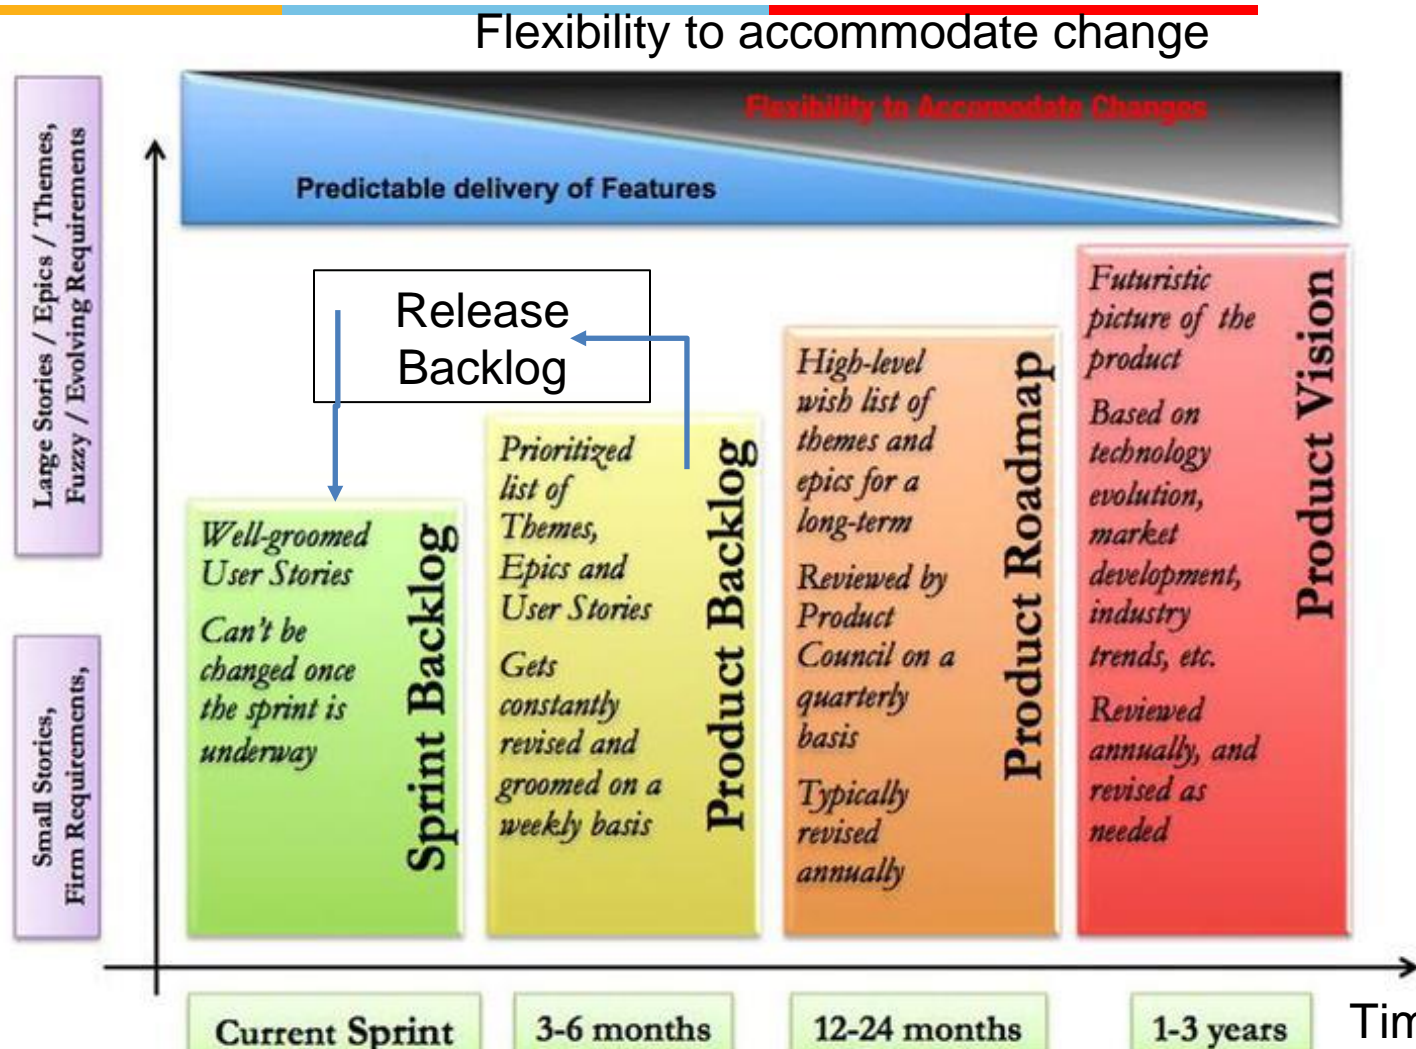 Flexibility to accommodate change
Flexibility to Accomodate Changes
Predictable delivery of Features
Large Stories / Epics / Themes,
Fuzzy / Evolving Requirements
Small Stories,
Firm Requirements,
Release
Backlog
Well-groomed
User Stories
Can't be
changed once
the sprint is
underway
Sprint Backlog
Prioritized
list of
Themes,
Epics and
User Stories
Gets
constantly
revised and
groomed on a
weekly basis
Product Backlog
High-level
wish list of
themes and
epics for a
long-term
Reviewed by
Product
Council on a
quarterly
basis
Typically
revised
annually
Product Roadmap
Futuristic
picture of the
product
Based on
technology
evolution,
market
development,
industry
trends, etc.
Reviewed
annually, and
revised as
needed
Product Vision
Current Sprint
3-6 months
12-24 months
1-3 years
Tim